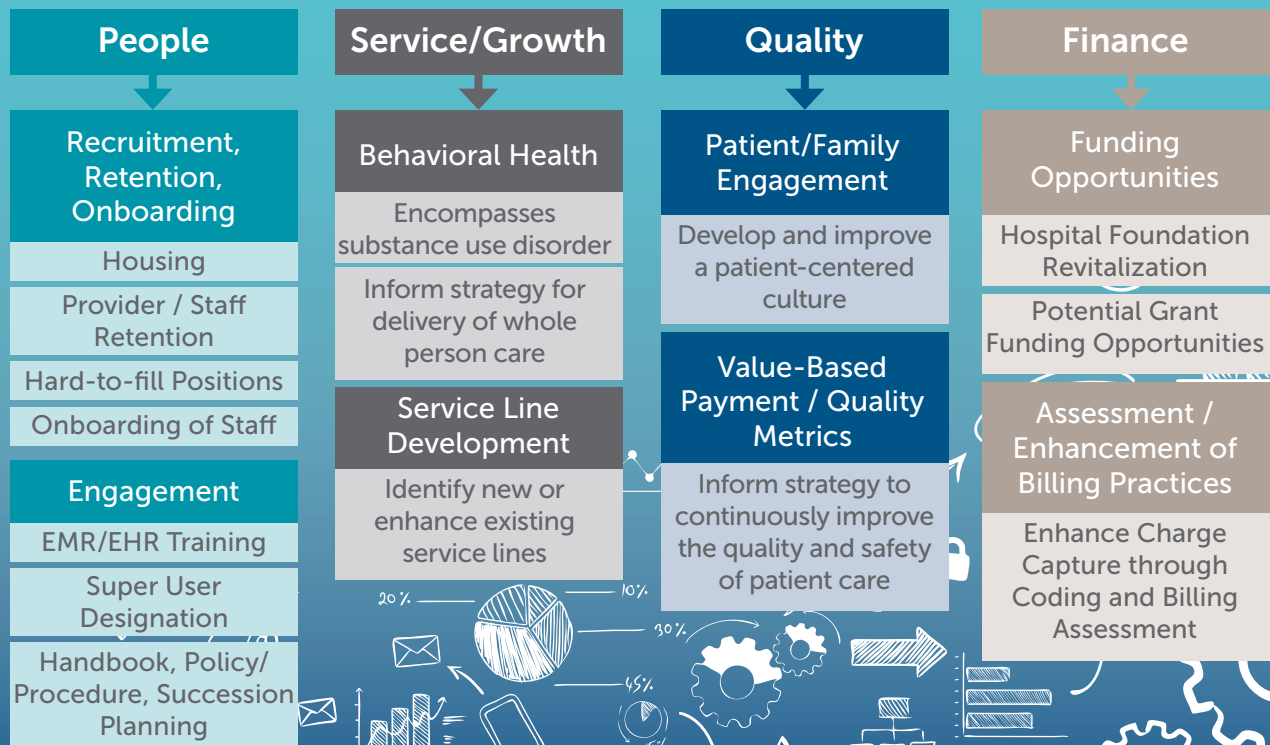 People
Recruitment,
Retention,
Onboarding
Housing
Provider / Staff
Retention
Hard-to-fill Positions
Onboarding of Staff
Engagement
EMR/EHR Training
Super User
Designation
Handbook, Policy/
Procedure, Succession
Planning
Service/Growth
Behavioral Health
Encompasses
substance use disorder
Inform strategy for
delivery of whole
person care
Service Line
Development
Identify new or
enhance existing
service lines
Quality
Patient/Family
Engagement
Develop and improve
a patient-centered
culture
Value-Based
Payment / Quality
Metrics
Inform strategy to
continuously improve
the quality and safety
of patient care
Finance
Funding
Opportunities
Hospital Foundation
Revitalization
Potential Grant
Funding Opportunities
Assessment /
Enhancement of
Billing Practices
Enhance Charge
Capture through
Coding and Billing
Assessment
20%
10%
30%
45%